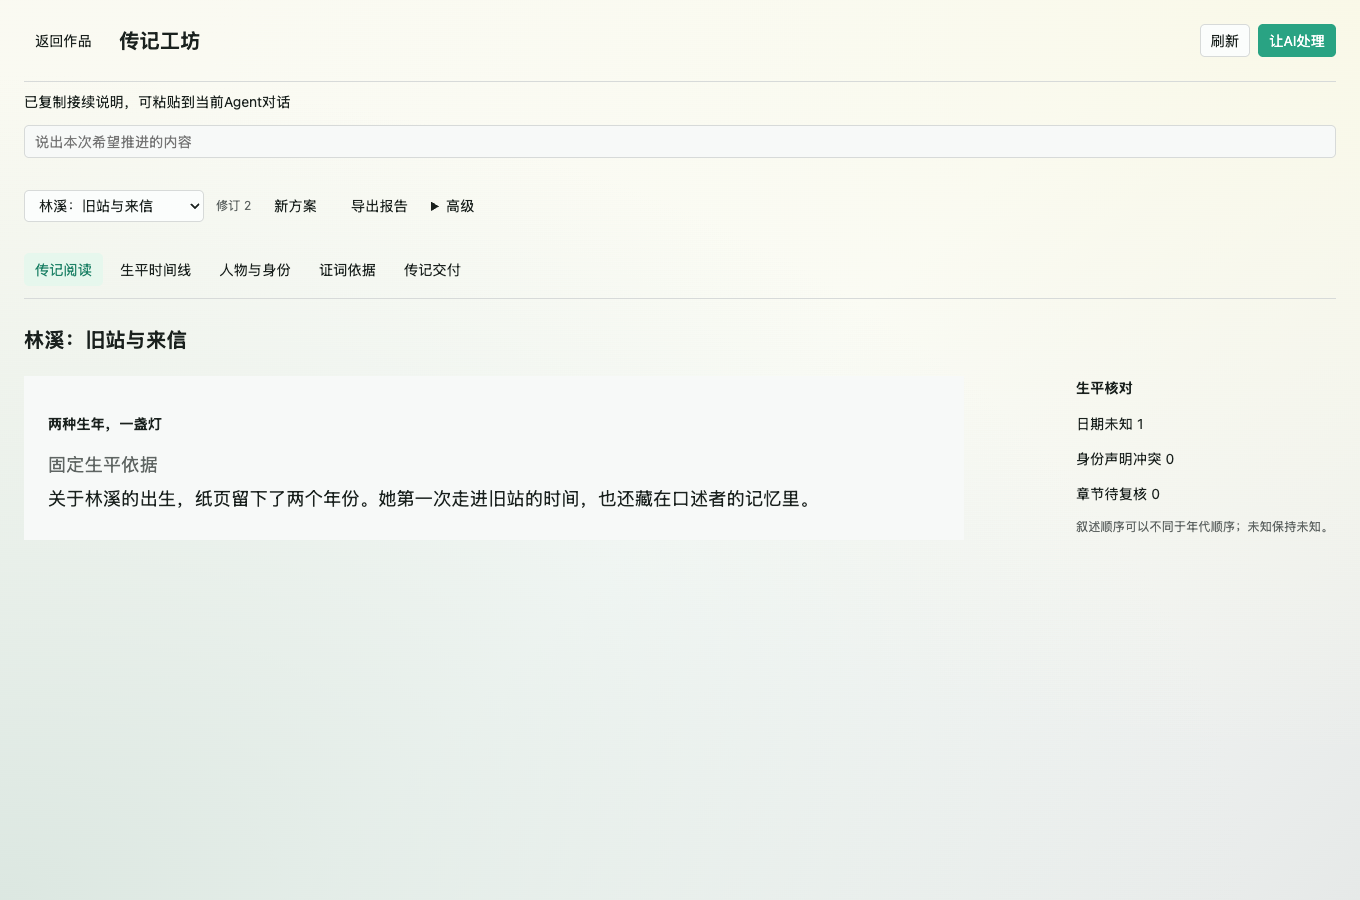 返回作品 传记工坊 刷新 让AI处理
已复制接续说明，可粘贴到当前Agent对话
说出本次希望推进的内容
林溪：旧站与来信 修订 2 新方案 导出报告 ▶ 高级
传记阅读 生平时间线 人物与身份 证词依据 传记交付
林溪：旧站与来信
两种生年，一盏灯
固定生平依据
关于林溪的出生，纸页留下了两个年份。她第一次走进旧站的时间，也还藏在口述者的记忆里。
生平核对
日期未知 1
身份声明冲突 0
章节待复核 0
叙述顺序可以不同于年代顺序；未知保持未知。